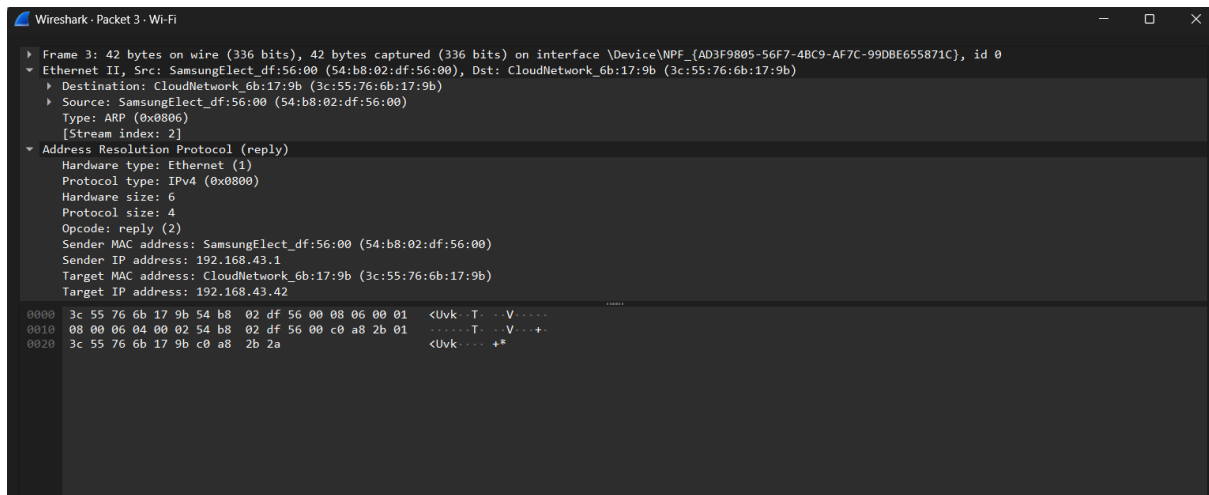 Wireshark · Packet 3 · Wi-Fi
Frame 3: 42 bytes on wire (336 bits), 42 bytes captured (336 bits) on interface \Device\NPF_{AD3F9805-56F7-4BC9-AF7C-99DBE655871C}, id 0
Ethernet II, Src: SamsungElect_df:56:00 (54:b8:02:df:56:00), Dst: CloudNetwork_6b:17:9b (3c:55:76:6b:17:9b)
Destination: CloudNetwork_6b:17:9b (3c:55:76:6b:17:9b)
Source: SamsungElect_df:56:00 (54:b8:02:df:56:00)
Type: ARP (0x0806)
[Stream index: 2]
Address Resolution Protocol (reply)
Hardware type: Ethernet (1)
Protocol type: IPv4 (0x0800)
Hardware size: 6
Protocol size: 4
Opcode: reply (2)
Sender MAC address: SamsungElect_df:56:00 (54:b8:02:df:56:00)
Sender IP address: 192.168.43.1
Target MAC address: CloudNetwork_6b:17:9b (3c:55:76:6b:17:9b)
Target IP address: 192.168.43.42
0000 3c 55 76 6b 17 9b 54 b8 02 df 56 00 08 06 00 01 <Uvk··T· ··V·····
0010 08 00 06 04 00 02 54 b8 02 df 56 00 c0 a8 2b 01 ······T· ··V···+·
0020 3c 55 76 6b 17 9b c0 a8 2b 2a <Uvk···· +*